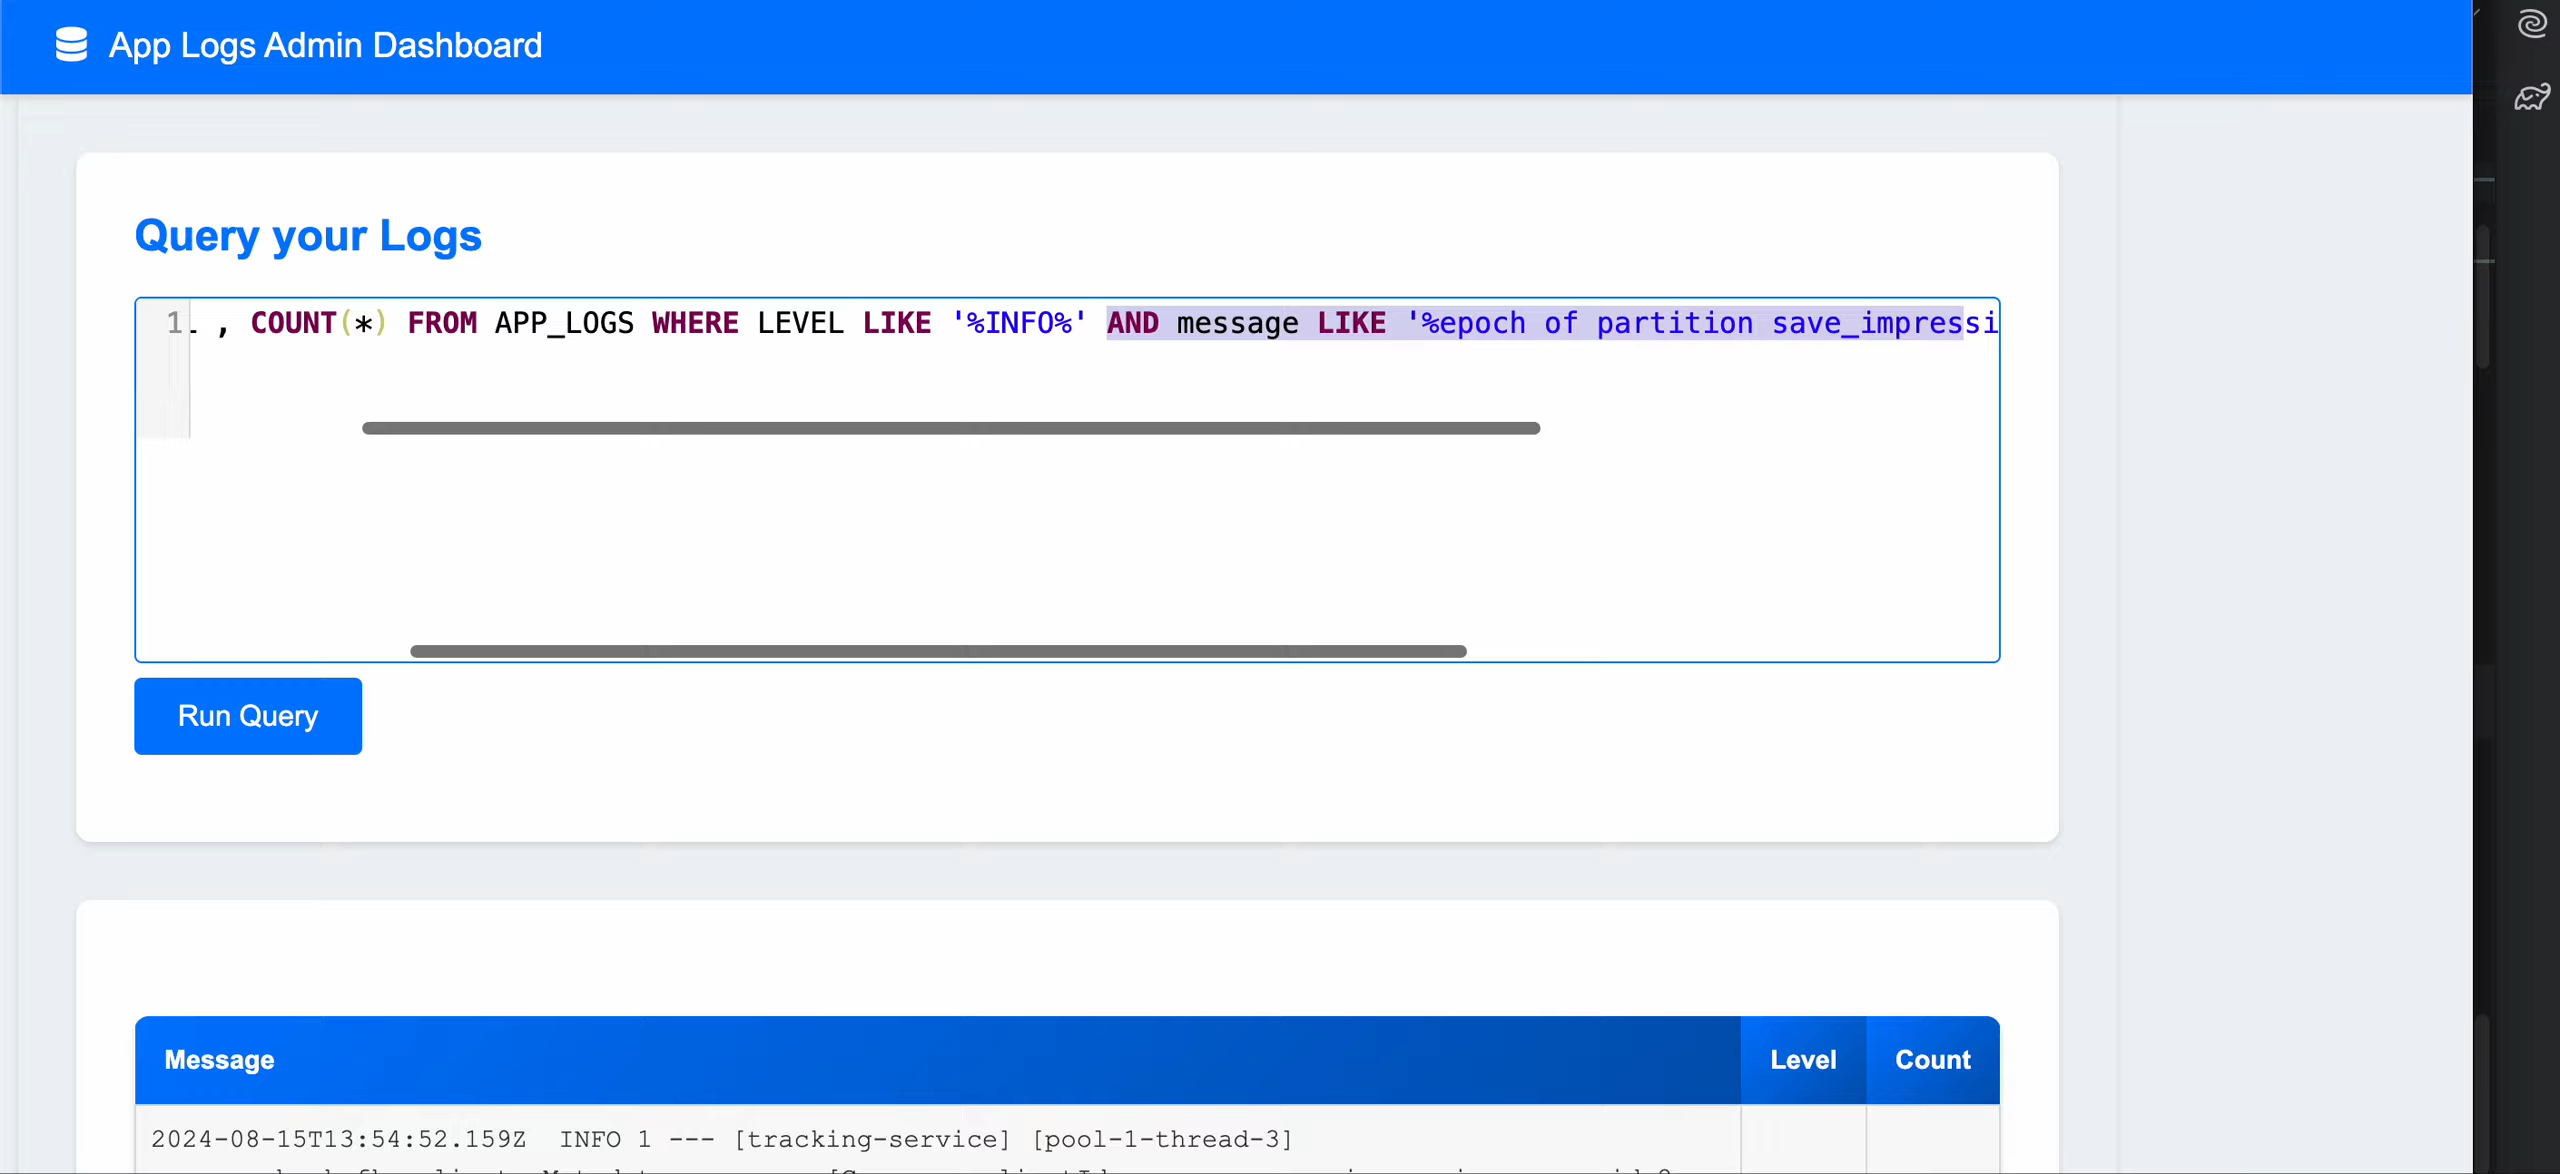 App Logs Admin Dashboard
Query your Logs
1 , COUNT(*) FROM APP_LOGS WHERE LEVEL LIKE '%INFO%' AND message LIKE '%epoch of partition save_impressi
Run Query
Message Level Count
2024-08-15T13:54:52.159Z INFO 1 --- [tracking-service] [pool-1-thread-3]